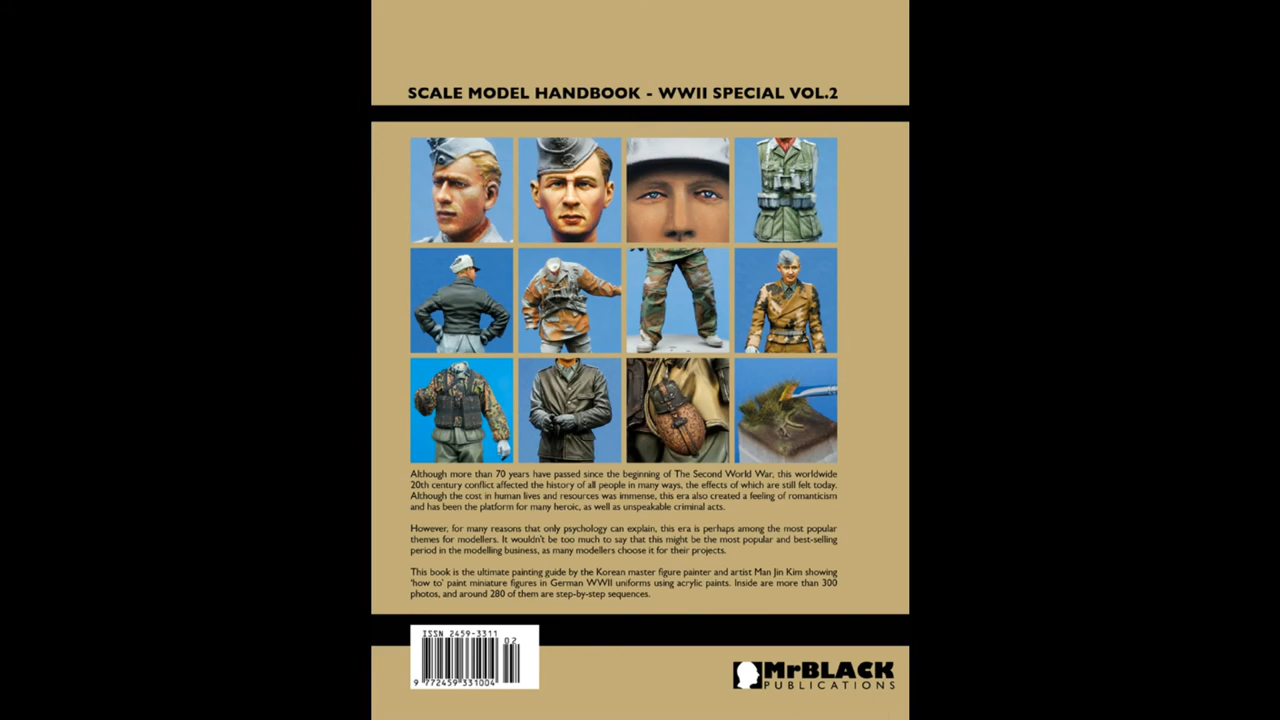 SCALE MODEL HANDBOOK - WWII SPECIAL VOL.2
Although more than 70 years have passed since the beginning of The Second World War, this worldwide
20th century conflict affected the history of all people in many ways, the effects of which are still felt today.
Although the cost in human lives and resources was immense, this era also created a feeling of romanticism
and has been the platform for many heroic, as well as unspeakable criminal acts.
However, for many reasons that only psychology can explain, this era is perhaps among the most popular
themes for modellers. It wouldn't be too much to say that this might be the most popular and best-selling
period in the modelling business, as many modellers choose it for their projects.
This book is the ultimate painting guide by the Korean master figure painter and artist Man Jin Kim showing
'how to' paint miniature figures in German WWII uniforms using acrylic paints. Inside are more than 300
photos, and around 280 of them are step-by-step sequences.
ISSN 2459-3311
02
9 772459 331004
MrBLACK
PUBLICATIONS